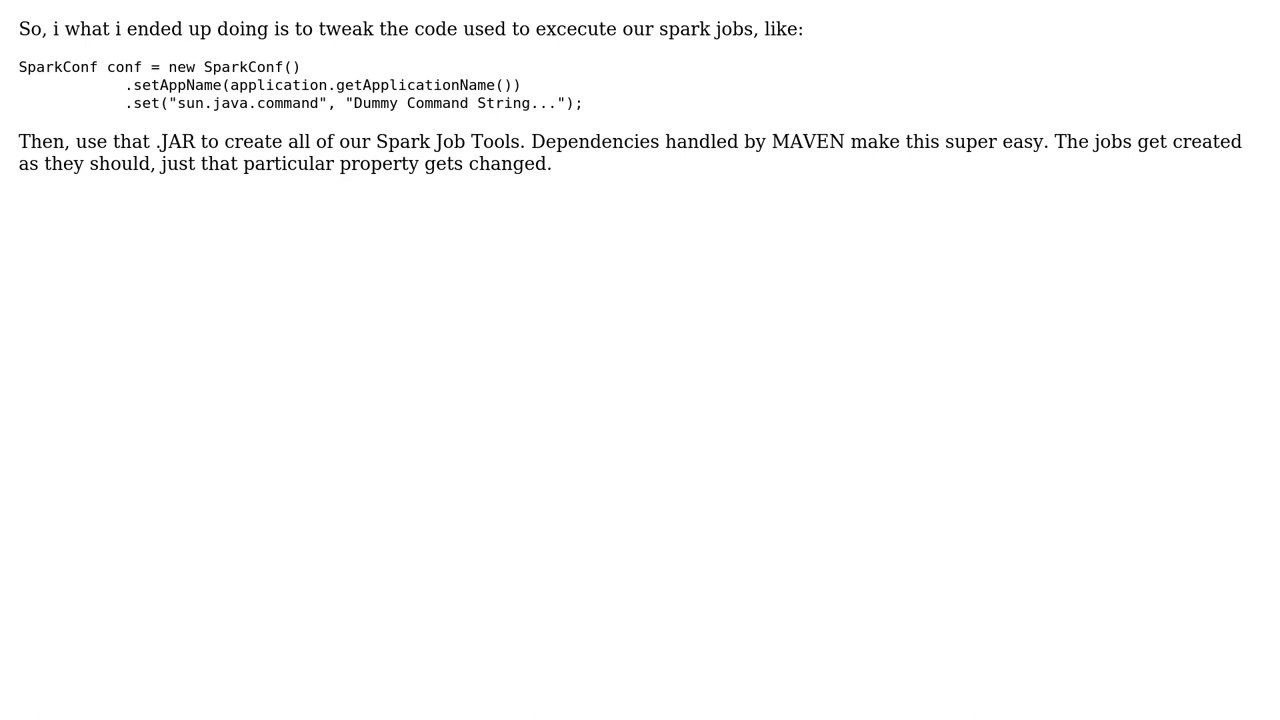 So, i what i ended up doing is to tweak the code used to excecute our spark jobs, like:
SparkConf conf = new SparkConf()
            .setAppName(application.getApplicationName())
            .set("sun.java.command", "Dummy Command String...");
Then, use that .JAR to create all of our Spark Job Tools. Dependencies handled by MAVEN make this super easy. The jobs get created
as they should, just that particular property gets changed.